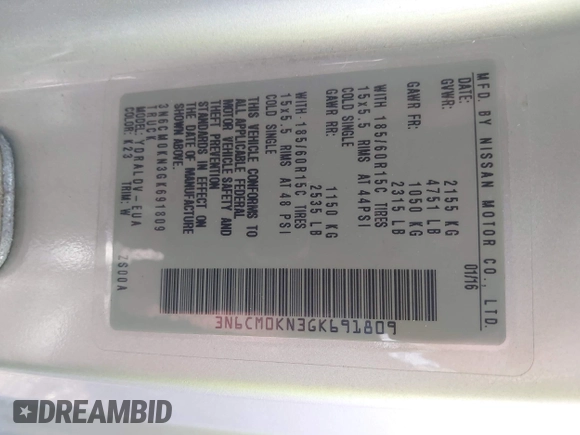 MFD. BY NISSAN MOTOR CO., LTD.
DATE: 01/16
GVWR: 2155 KG
4751 LB
GAWR FR: 1050 KG
2315 LB
WITH 185/60R15C TIRES
15x5.5 RIMS AT 44PSI
COLD SINGLE
GAWR RR: 1150 KG
2535 LB
WITH 185/60R15C TIRES
15x5.5 RIMS AT 48 PSI
COLD SINGLE
THIS VEHICLE CONFORMS TO
ALL APPLICABLE FEDERAL
MOTOR VEHICLE SAFETY AND
THEFT PREVENTION
STANDARDS IN EFFECT ON
THE DATE OF MANUFACTURE
SHOWN ABOVE.
3N6CM0KN3GK691809
TRUCK
MODEL: YDRALDV-EUA
COLOR: K23 TRIM: W
ZS00A
3N6CM0KN3GK691809
#DREAMBID